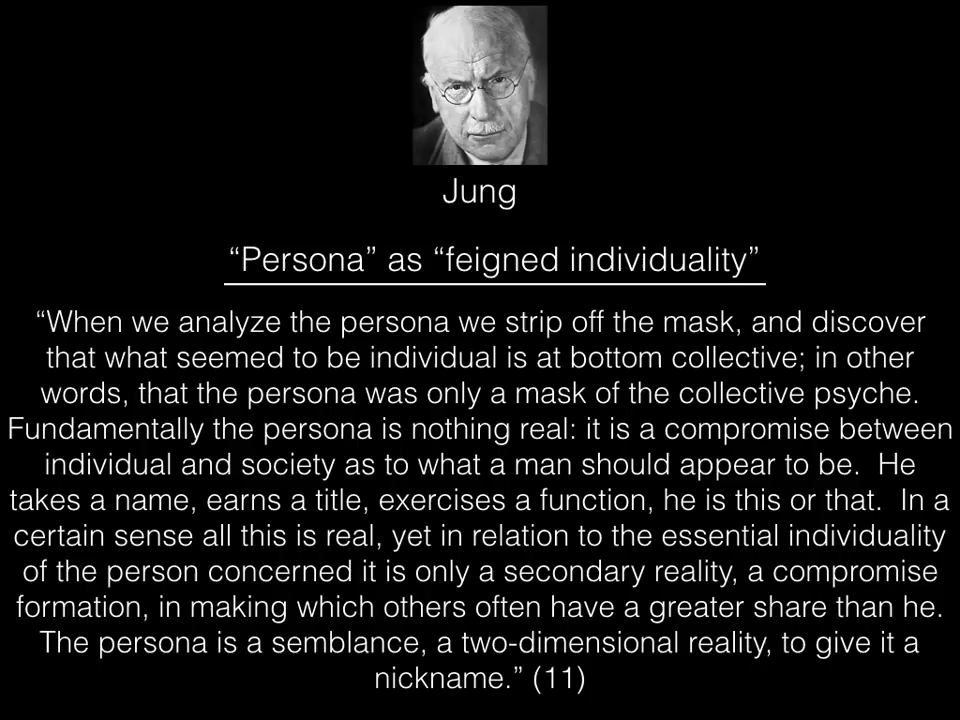 Jung
“Persona” as “feigned individuality”
“When we analyze the persona we strip off the mask, and discover
that what seemed to be individual is at bottom collective; in other
words, that the persona was only a mask of the collective psyche.
Fundamentally the persona is nothing real: it is a compromise between
individual and society as to what a man should appear to be.  He
takes a name, earns a title, exercises a function, he is this or that.  In a
certain sense all this is real, yet in relation to the essential individuality
of the person concerned it is only a secondary reality, a compromise
formation, in making which others often have a greater share than he.
The persona is a semblance, a two-dimensional reality, to give it a
nickname.” (11)